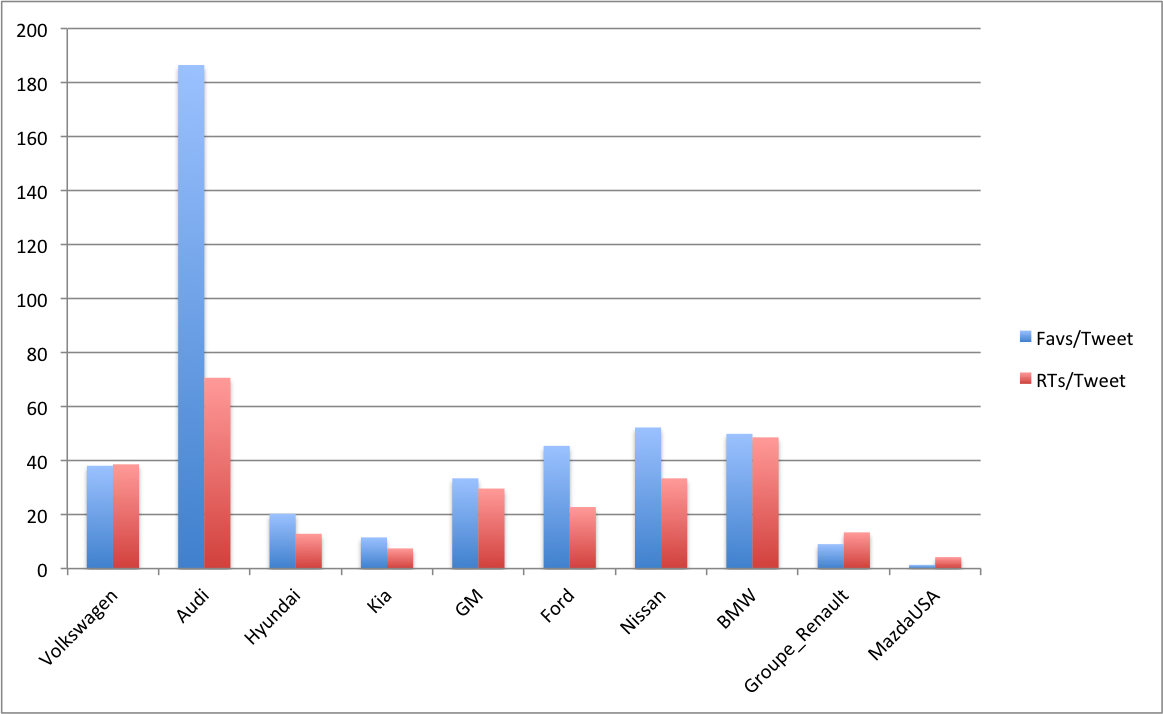 200
180
160
140
120
100
80
60
40
20
0
Volkswagen
Audi
Hyundai
Kia
GM
Ford
Nissan
BMW
Groupe_Renault
MazdaUSA
Favs/Tweet
RTs/Tweet